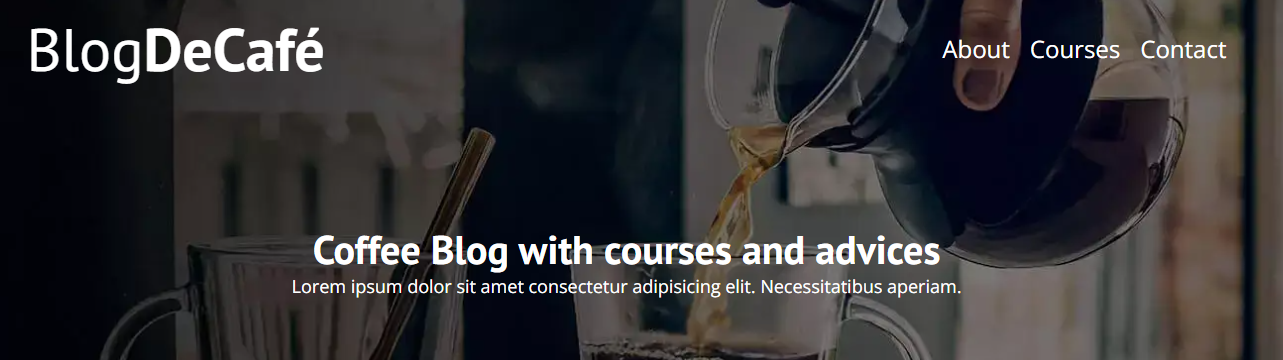 BlogDeCafé
About Courses Contact
Coffee Blog with courses and advices
Lorem ipsum dolor sit amet consectetur adipisicing elit. Necessitatibus aperiam.